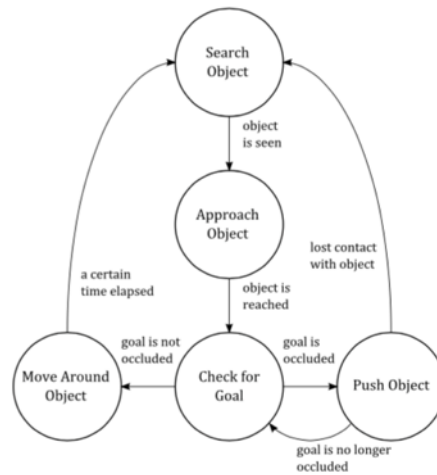 Search
Object
object
is seen
Approach
Object
lost contact
with object
a certain
time elapsed
object is
reached
goal is not
occluded
goal is
occluded
Move Around
Object
Check for
Goal
Push Object
goal is no longer
occluded